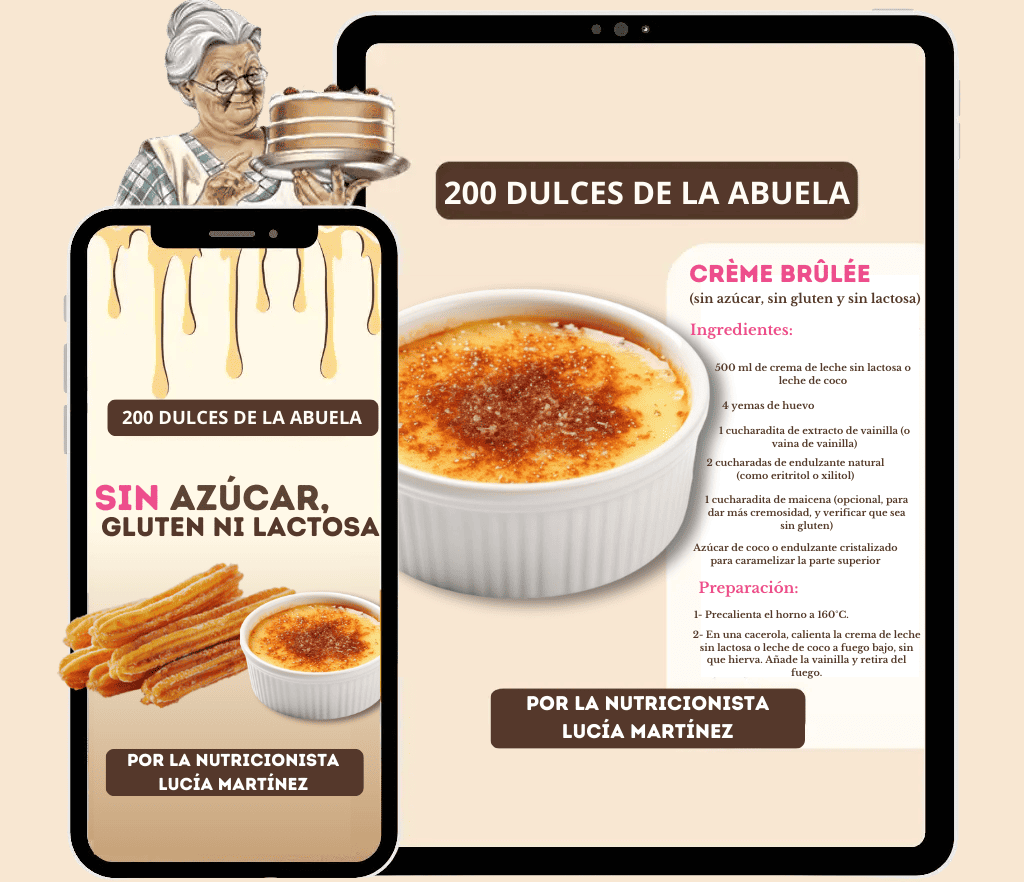 200 DULCES DE LA ABUELA
CRÈME BRÛLÉE
(sin azúcar, sin gluten y sin lactosa)
Ingredientes:
500 ml de crema de leche sin lactosa o
leche de coco
4 yemas de huevo
1 cucharadita de extracto de vainilla (o
vaina de vainilla)
2 cucharadas de endulzante natural
(como eritritol o xilitol)
1 cucharadita de maicena (opcional, para
dar más cremosidad, y verificar que sea
sin gluten)
Azúcar de coco o endulzante cristalizado
para caramelizar la parte superior
Preparación:
1- Precalienta el horno a 160°C.
2- En una cacerola, calienta la crema de leche
sin lactosa o leche de coco a fuego bajo, sin
que hierva. Añade la vainilla y retira del
fuego.
POR LA NUTRICIONISTA
LUCÍA MARTÍNEZ
200 DULCES DE LA ABUELA
SIN AZÚCAR,
GLUTEN NI LACTOSA
POR LA NUTRICIONISTA
LUCÍA MARTÍNEZ